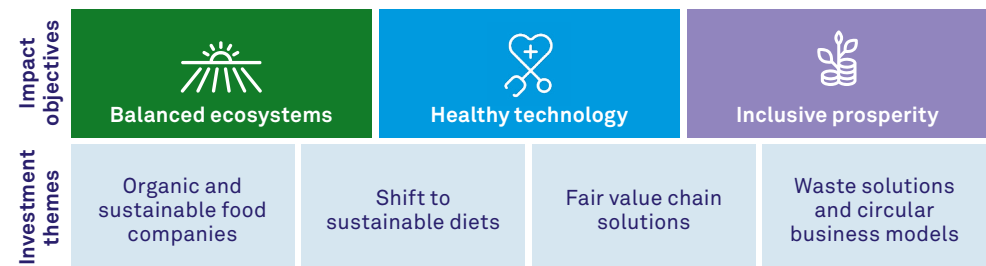 Impact
objectives
Balanced ecosystems
Healthy technology
Inclusive prosperity
Investment
themes
Organic and
sustainable food
companies
Shift to
sustainable diets
Fair value chain
solutions
Waste solutions
and circular
business models